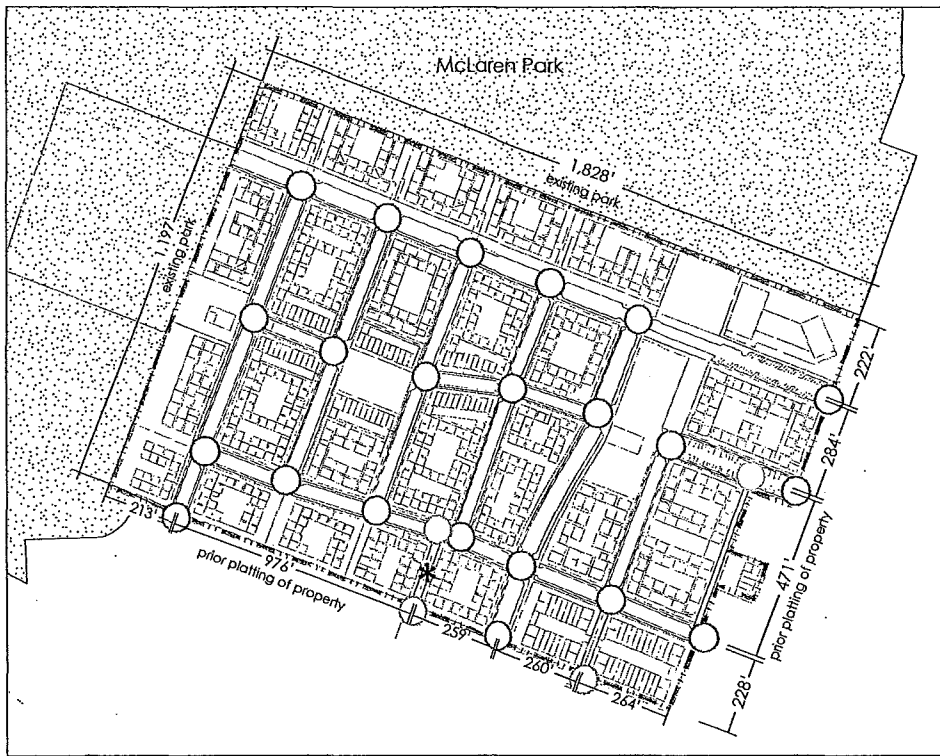 McLaren Park
1,828'
existing park
1,197'
existing park
222'
284'
471'
prior platting of property
228'
213'
976'
prior platting of property
*
259'
260'
264'